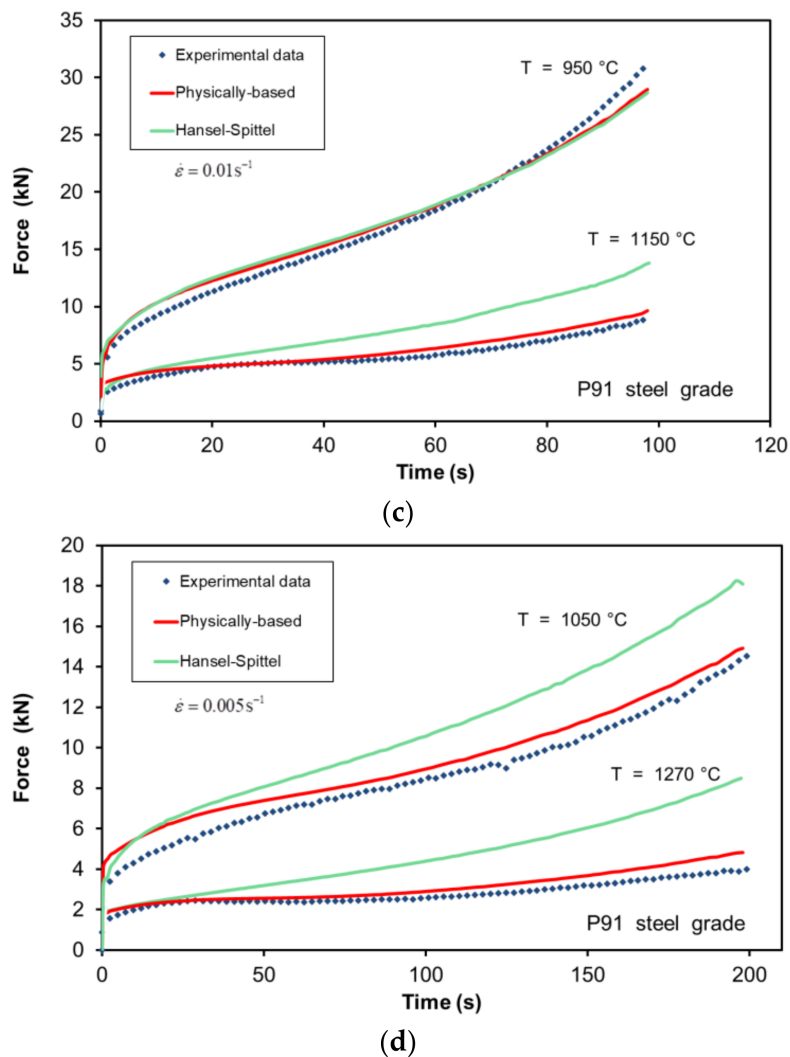 35
30
25
20
15
10
5
0
Force (kN)
Experimental data
Physically-based
Hansel-Spittel
ε̇ = 0.01s⁻¹
T = 950 °C
T = 1150 °C
P91 steel grade
0 20 40 60 80 100 120
Time (s)
(c)
20
18
16
14
12
10
8
6
4
2
0
Force (kN)
Experimental data
Physically-based
Hansel-Spittel
ε̇ = 0.005s⁻¹
T = 1050 °C
T = 1270 °C
P91 steel grade
0 50 100 150 200
Time (s)
(d)